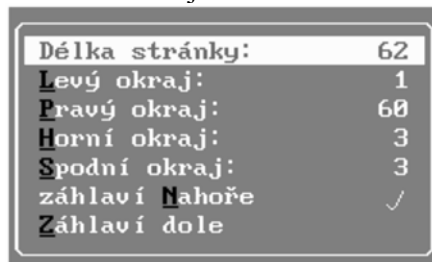 Délka stránky: 62
Levý okraj: 1
Pravý okraj: 60
Horní okraj: 3
Spodní okraj: 3
záhlaví Nahoře ✓
Záhlaví dole